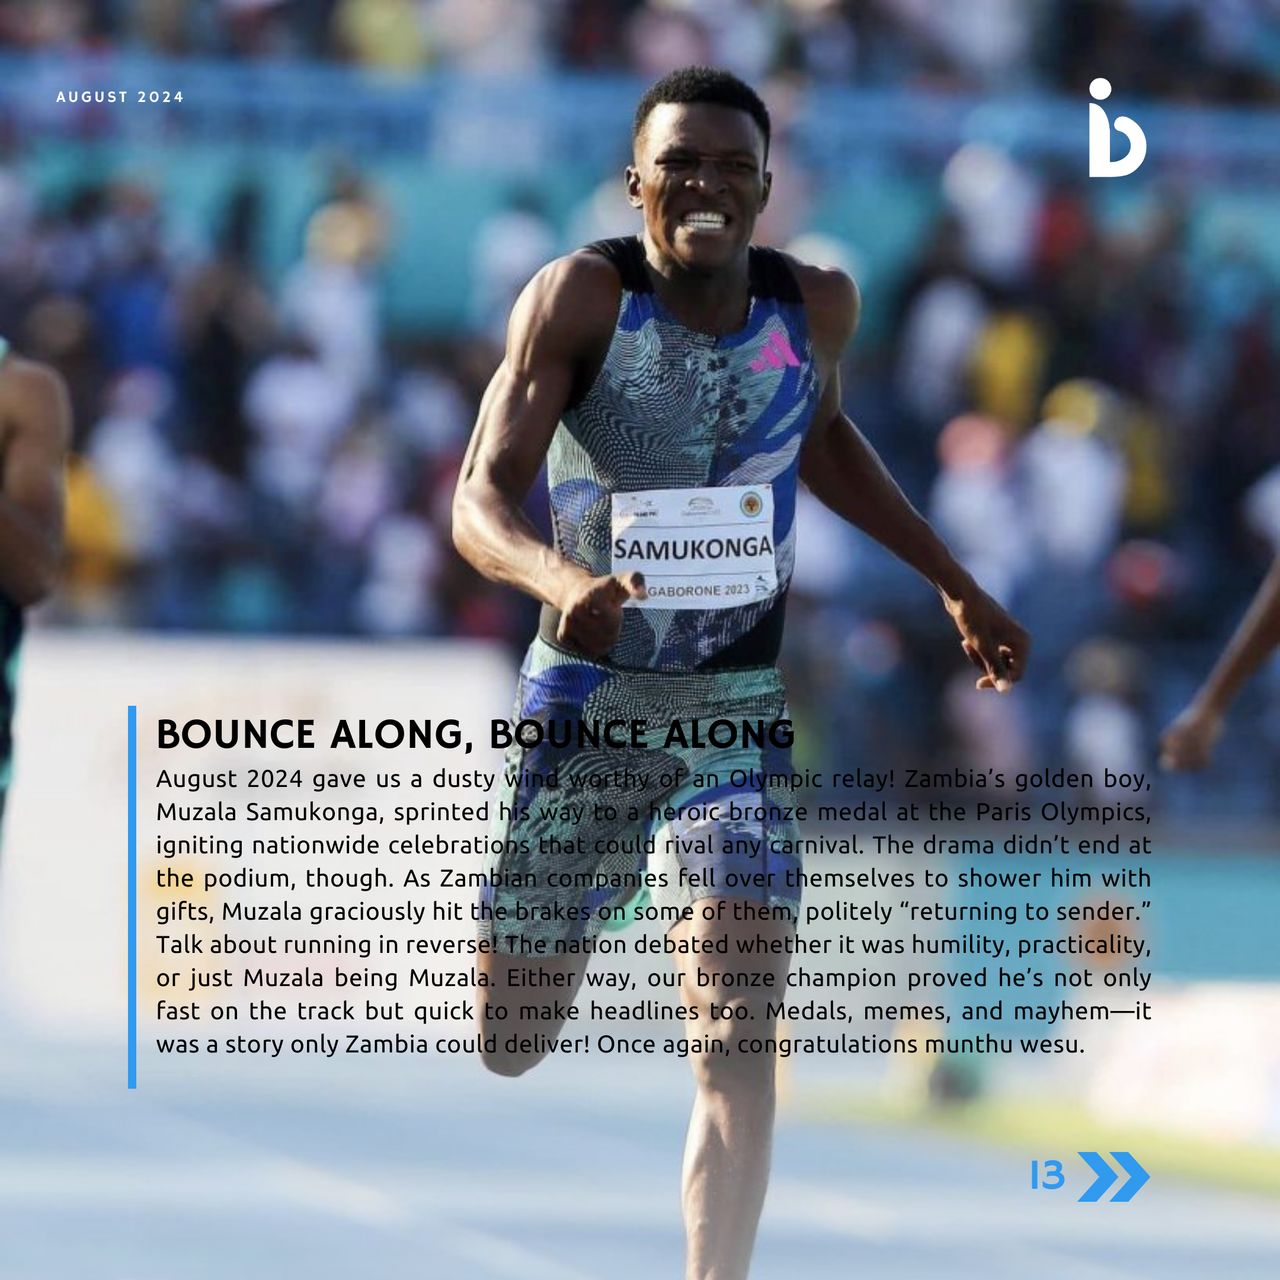 AUGUST 2024
SAMUKONGA
GABORONE 2023
BOUNCE ALONG, BOUNCE ALONG
August 2024 gave us a dusty wind worthy of an Olympic relay! Zambia’s golden boy,
Muzala Samukonga, sprinted his way to a heroic bronze medal at the Paris Olympics,
igniting nationwide celebrations that could rival any carnival. The drama didn’t end at
the podium, though. As Zambian companies fell over themselves to shower him with
gifts, Muzala graciously hit the brakes on some of them, politely “returning to sender.”
Talk about running in reverse! The nation debated whether it was humility, practicality,
or just Muzala being Muzala. Either way, our bronze champion proved he’s not only
fast on the track but quick to make headlines too. Medals, memes, and mayhem—it
was a story only Zambia could deliver! Once again, congratulations munthu wesu.
13